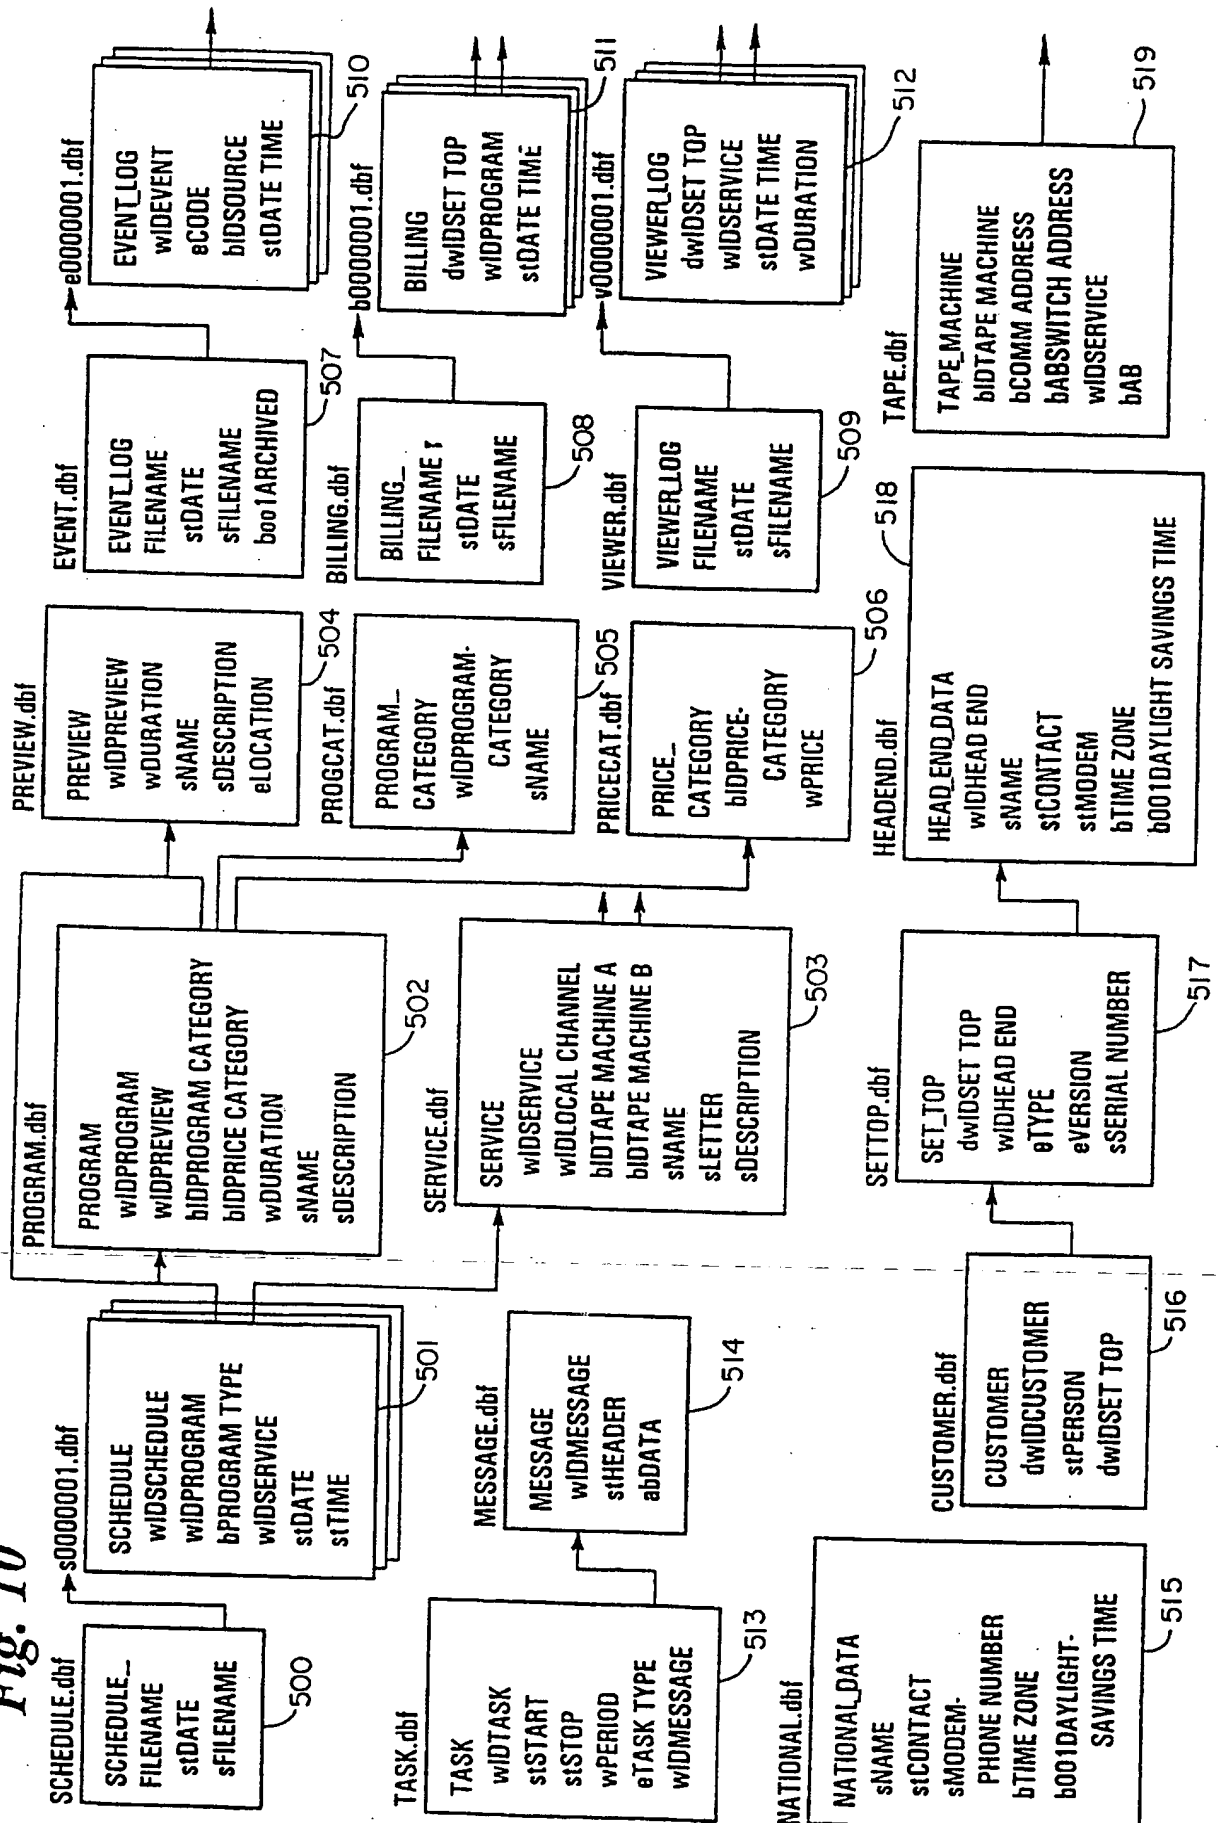 Fig. 10
SCHEDULE.dbf
SCHEDULE_
FILENAME
stDATE
sFILENAME
500
s0000001.dbf
SCHEDULE
wIDSCHEDULE
wIDPROGRAM
bPROGRAM TYPE
wIDSERVICE
stDATE
stTIME
501
PROGRAM.dbf
PROGRAM
wIDPROGRAM
wIDPREVIEW
bIDPROGRAM CATEGORY
bIDPRICE CATEGORY
wDURATION
sNAME
sDESCRIPTION
502
PREVIEW.dbf
PREVIEW
wIDPREVIEW
wDURATION
sNAME
sDESCRIPTION
eLOCATION
504
EVENT.dbf
EVENT_LOG
FILENAME
stDATE
sFILENAME
boo1ARCHIVED
507
e0000001.dbf
EVENT_LOG
wIDEVENT
eCODE
bIDSOURCE
stDATE TIME
510
PROGCAT.dbf
PROGRAM_
CATEGORY
wIDPROGRAM-
CATEGORY
sNAME
505
BILLING.dbf
BILLING_
FILENAME
stDATE
sFILENAME
508
b0000001.dbf
BILLING
dwIDSET TOP
wIDPROGRAM
stDATE TIME
511
TASK.dbf
TASK
wIDTASK
stSTART
stSTOP
wPERIOD
eTASK TYPE
wIDMESSAGE
513
MESSAGE.dbf
MESSAGE
wIDMESSAGE
stHEADER
abDATA
514
SERVICE.dbf
SERVICE
wIDSERVICE
wIDLOCAL CHANNEL
bIDTAPE MACHINE A
bIDTAPE MACHINE B
sNAME
sLETTER
sDESCRIPTION
503
PRICECAT.dbf
PRICE_
CATEGORY
bIDPRICE-
CATEGORY
wPRICE
506
VIEWER.dbf
VIEWER_LOG
FILENAME
stDATE
sFILENAME
509
v0000001.dbf
VIEWER_LOG
dwIDSET TOP
wIDSERVICE
stDATE TIME
wDURATION
512
NATIONAL.dbf
NATIONAL_DATA
sNAME
stCONTACT
sMODEM-
PHONE NUMBER
bTIME ZONE
b001DAYLIGHT-
SAVINGS TIME
515
CUSTOMER.dbf
CUSTOMER
dwIDCUSTOMER
stPERSON
dwIDSET TOP
516
SETTOP.dbf
SET_TOP
dwIDSET TOP
wIDHEAD END
eTYPE
eVERSION
sSERIAL NUMBER
517
HEADEND.dbf
HEAD_END_DATA
wIDHEAD END
sNAME
stCONTACT
stMODEM
bTIME ZONE
b001DAYLIGHT SAVINGS TIME
518
TAPE.dbf
TAPE_MACHINE
bIDTAPE MACHINE
bCOMM ADDRESS
bABSWITCH ADDRESS
wIDSERVICE
bAB
519